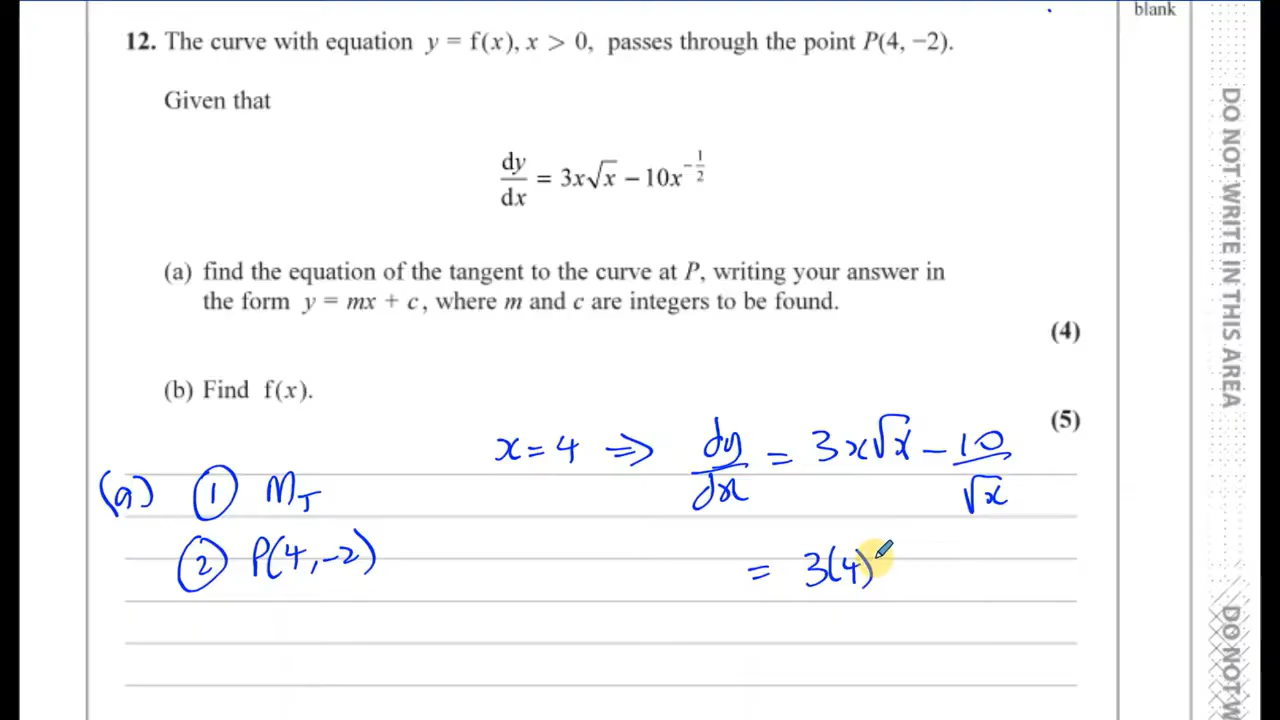 blank
12. The curve with equation y = f(x), x > 0, passes through the point P(4, −2).
Given that
dy/dx = 3x√x − 10x^(−1/2)
(a) find the equation of the tangent to the curve at P, writing your answer in
the form y = mx + c, where m and c are integers to be found.
(4)
(b) Find f(x).
(5)
x = 4 ⇒ dy/dx = 3x√x − 10/√x
(a) ① M_T
② P(4, −2)
= 3(4)
DO NOT WRITE IN THIS AREA
DO NOT W